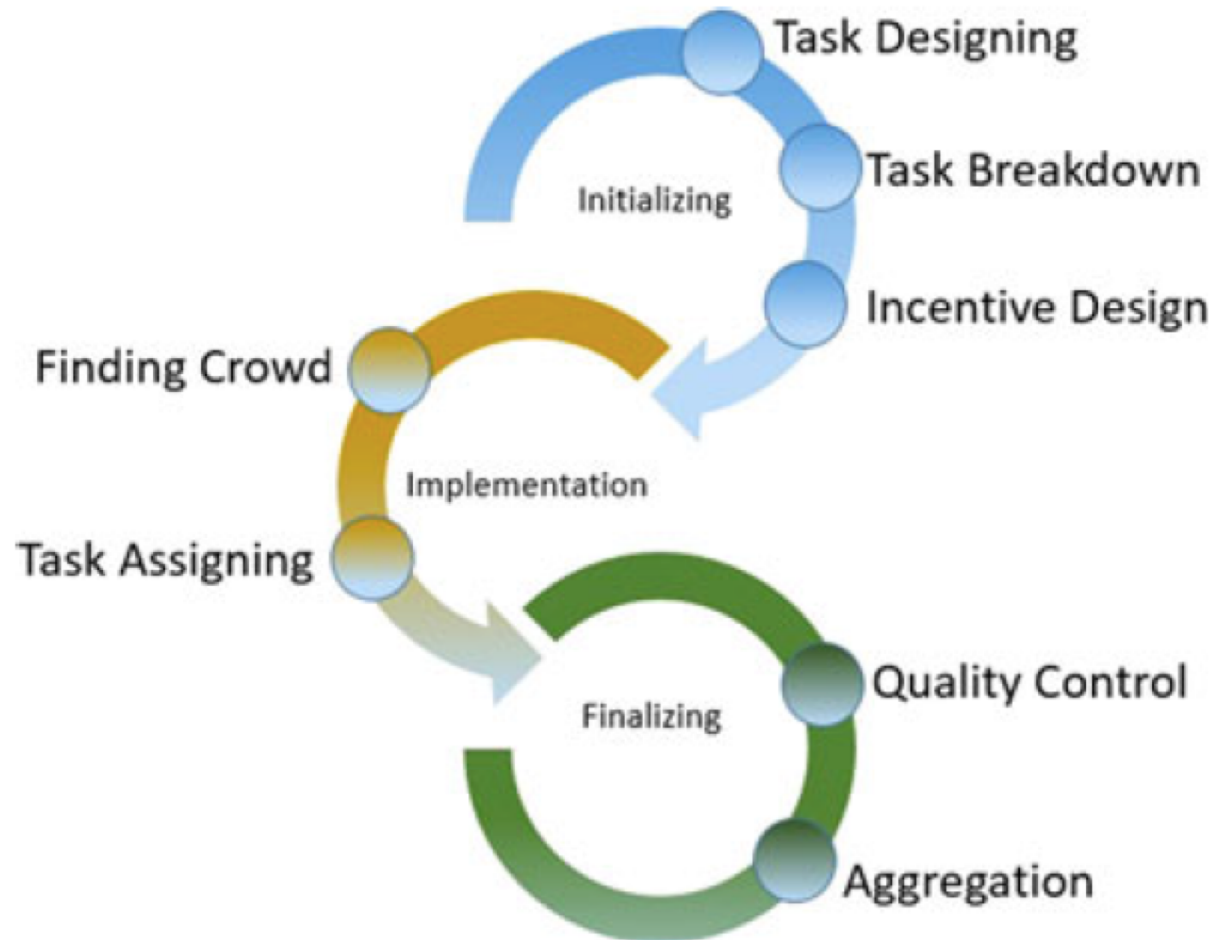 Task Designing
Task Breakdown
Initializing
Incentive Design
Finding Crowd
Implementation
Task Assigning
Quality Control
Finalizing
Aggregation